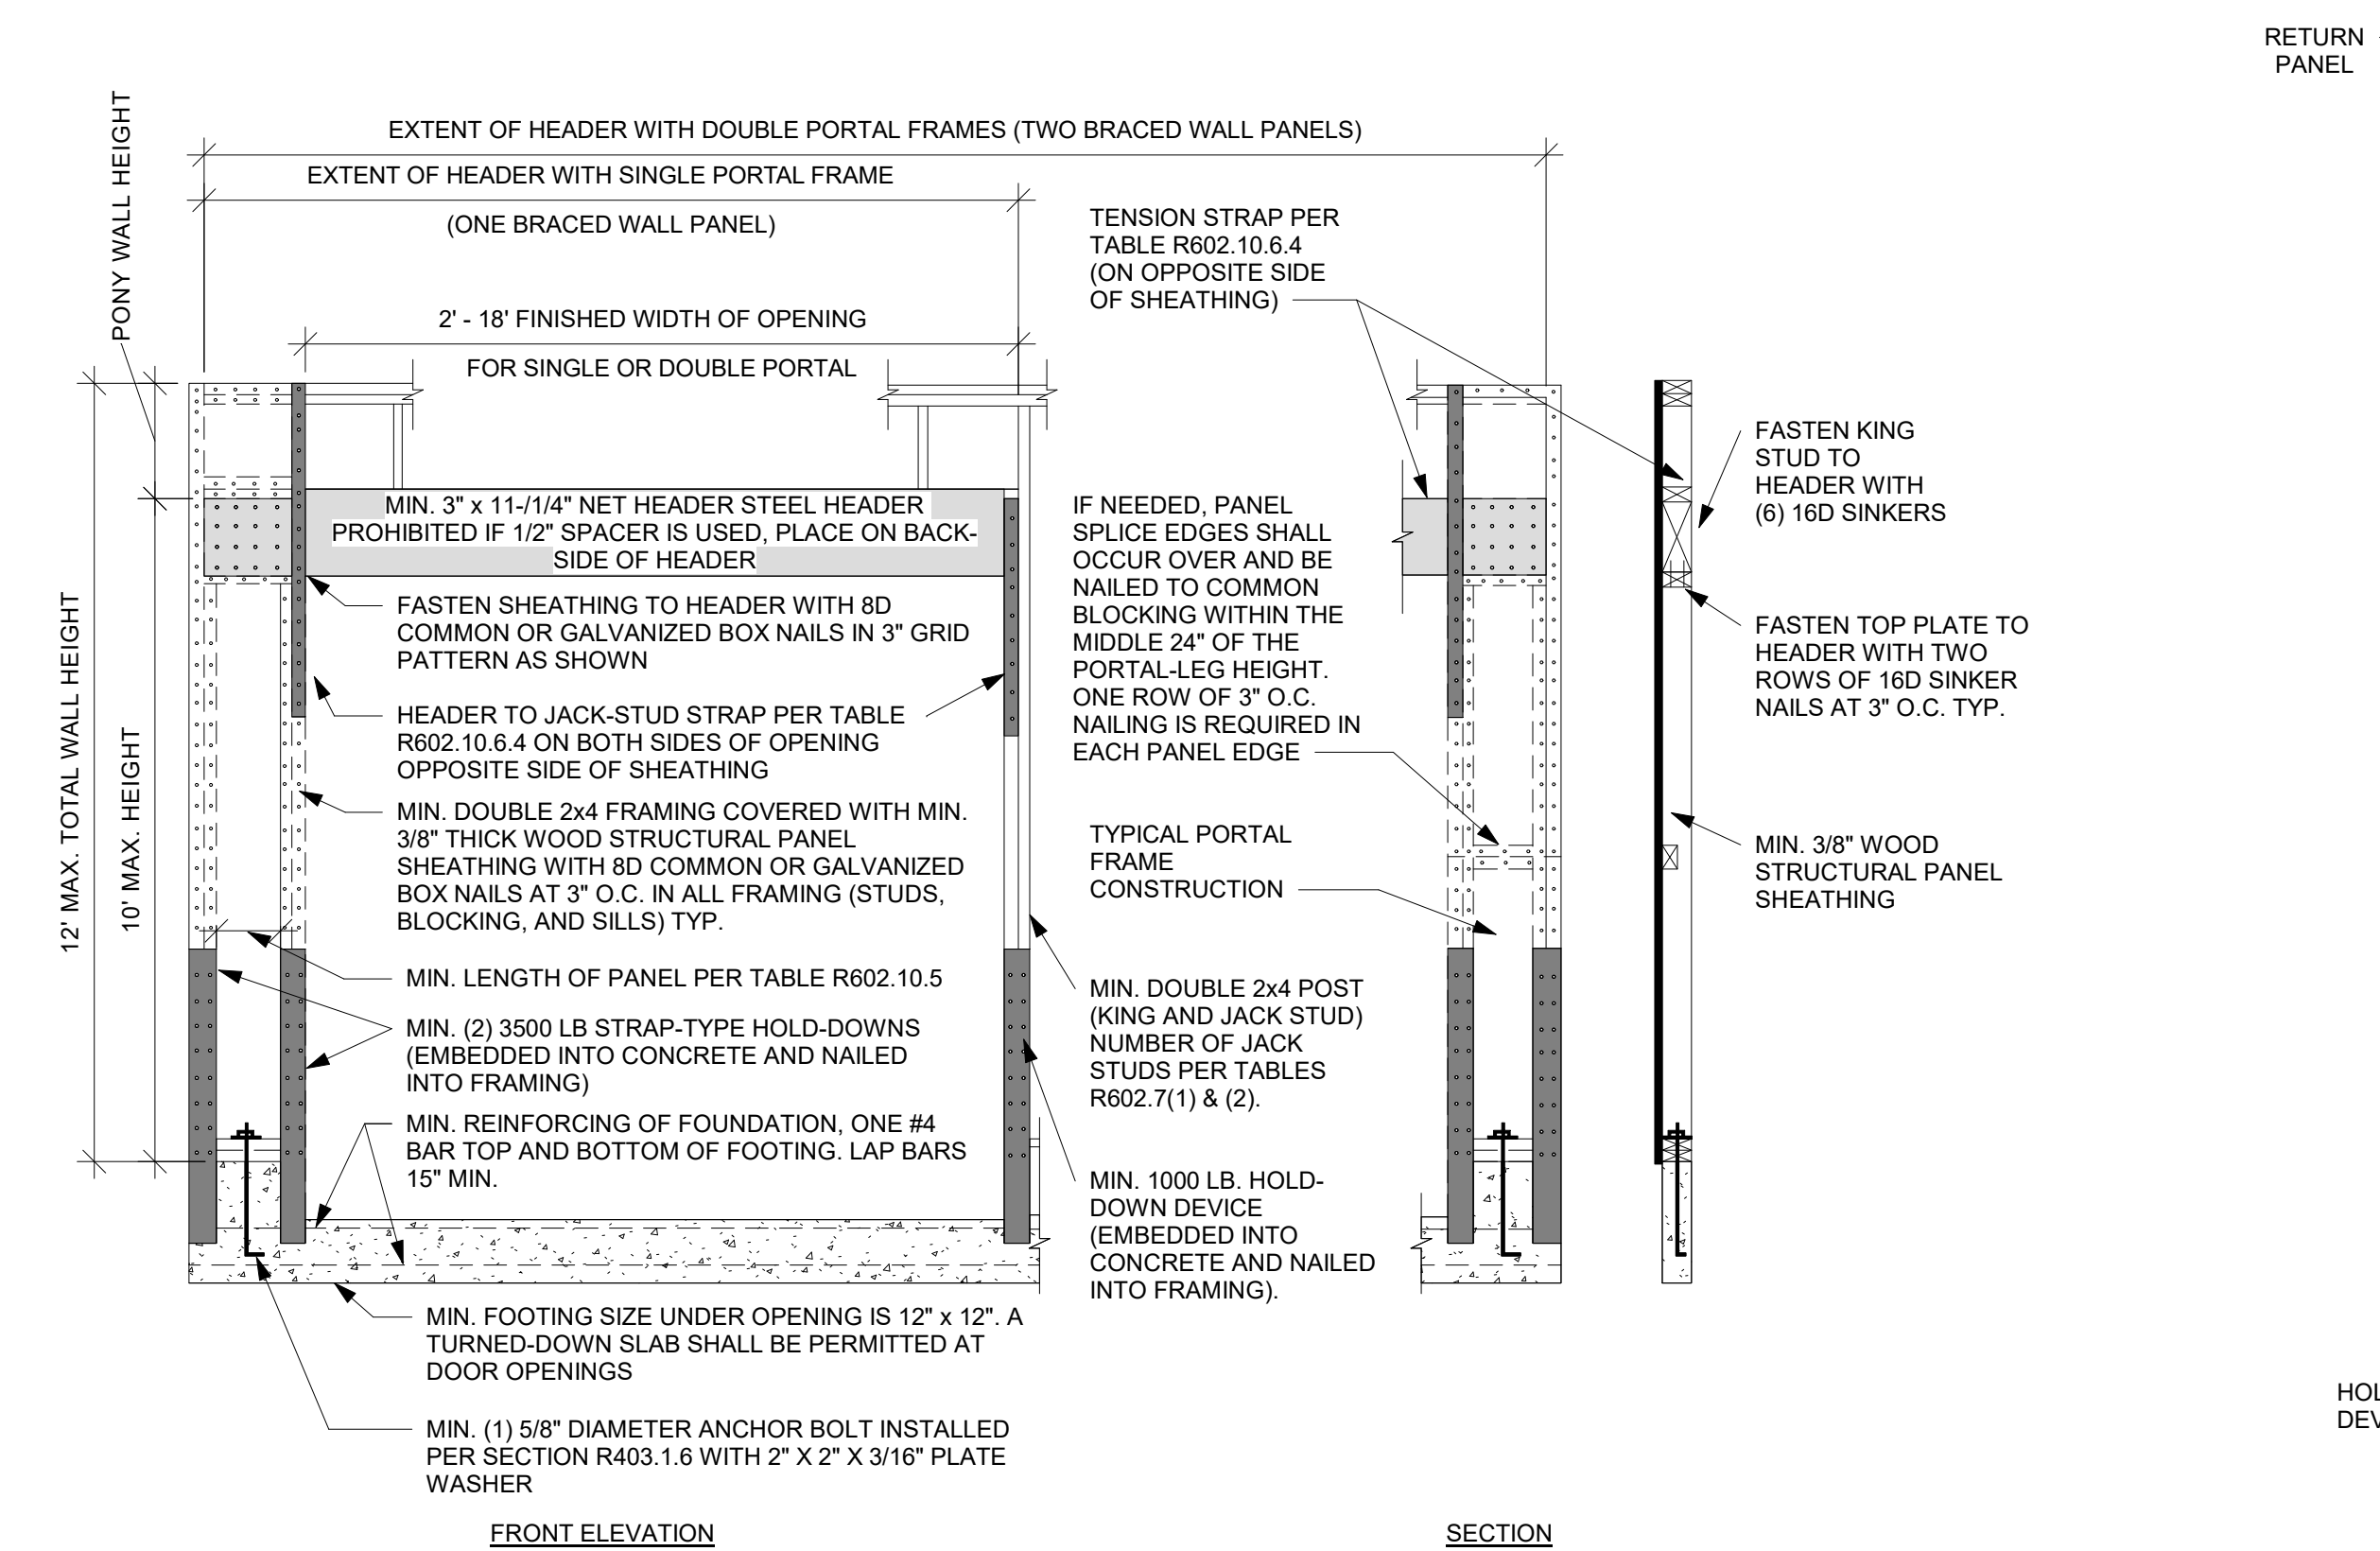 RETURN
PANEL
PONY WALL HEIGHT
EXTENT OF HEADER WITH DOUBLE PORTAL FRAMES (TWO BRACED WALL PANELS)
EXTENT OF HEADER WITH SINGLE PORTAL FRAME
(ONE BRACED WALL PANEL)
2' - 18' FINISHED WIDTH OF OPENING
FOR SINGLE OR DOUBLE PORTAL
TENSION STRAP PER
TABLE R602.10.6.4
(ON OPPOSITE SIDE
OF SHEATHING)
12' MAX. TOTAL WALL HEIGHT
10' MAX. HEIGHT
MIN. 3" x 11-/1/4" NET HEADER STEEL HEADER
PROHIBITED IF 1/2" SPACER IS USED, PLACE ON BACK-
SIDE OF HEADER
FASTEN SHEATHING TO HEADER WITH 8D
COMMON OR GALVANIZED BOX NAILS IN 3" GRID
PATTERN AS SHOWN
HEADER TO JACK-STUD STRAP PER TABLE
R602.10.6.4 ON BOTH SIDES OF OPENING
OPPOSITE SIDE OF SHEATHING
MIN. DOUBLE 2x4 FRAMING COVERED WITH MIN.
3/8" THICK WOOD STRUCTURAL PANEL
SHEATHING WITH 8D COMMON OR GALVANIZED
BOX NAILS AT 3" O.C. IN ALL FRAMING (STUDS,
BLOCKING, AND SILLS) TYP.
MIN. LENGTH OF PANEL PER TABLE R602.10.5
MIN. (2) 3500 LB STRAP-TYPE HOLD-DOWNS
(EMBEDDED INTO CONCRETE AND NAILED
INTO FRAMING)
MIN. REINFORCING OF FOUNDATION, ONE #4
BAR TOP AND BOTTOM OF FOOTING. LAP BARS
15" MIN.
MIN. FOOTING SIZE UNDER OPENING IS 12" x 12". A
TURNED-DOWN SLAB SHALL BE PERMITTED AT
DOOR OPENINGS
MIN. (1) 5/8" DIAMETER ANCHOR BOLT INSTALLED
PER SECTION R403.1.6 WITH 2" X 2" X 3/16" PLATE
WASHER
IF NEEDED, PANEL
SPLICE EDGES SHALL
OCCUR OVER AND BE
NAILED TO COMMON
BLOCKING WITHIN THE
MIDDLE 24" OF THE
PORTAL-LEG HEIGHT.
ONE ROW OF 3" O.C.
NAILING IS REQUIRED IN
EACH PANEL EDGE
TYPICAL PORTAL
FRAME
CONSTRUCTION
MIN. DOUBLE 2x4 POST
(KING AND JACK STUD)
NUMBER OF JACK
STUDS PER TABLES
R602.7(1) & (2).
MIN. 1000 LB. HOLD-
DOWN DEVICE
(EMBEDDED INTO
CONCRETE AND NAILED
INTO FRAMING).
FASTEN KING
STUD TO
HEADER WITH
(6) 16D SINKERS
FASTEN TOP PLATE TO
HEADER WITH TWO
ROWS OF 16D SINKER
NAILS AT 3" O.C. TYP.
MIN. 3/8" WOOD
STRUCTURAL PANEL
SHEATHING
FRONT ELEVATION
SECTION